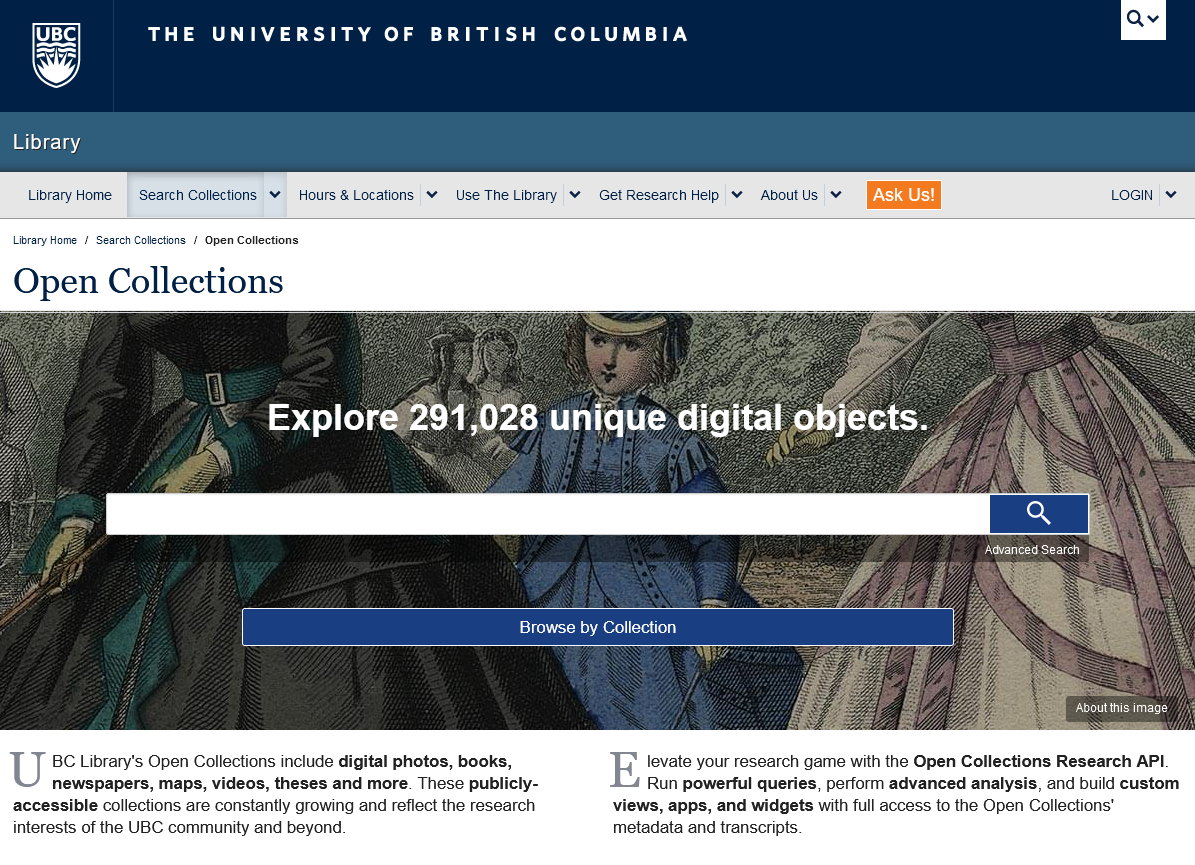 UBC
THE UNIVERSITY OF BRITISH COLUMBIA
Library
Library Home Search Collections Hours & Locations Use The Library Get Research Help About Us Ask Us! LOGIN
Library Home / Search Collections / Open Collections
Open Collections
Explore 291,028 unique digital objects.
Advanced Search
Browse by Collection
About this image
UBC Library's Open Collections include digital photos, books,
newspapers, maps, videos, theses and more. These publicly-
accessible collections are constantly growing and reflect the research
interests of the UBC community and beyond.
Elevate your research game with the Open Collections Research API.
Run powerful queries, perform advanced analysis, and build custom
views, apps, and widgets with full access to the Open Collections'
metadata and transcripts.